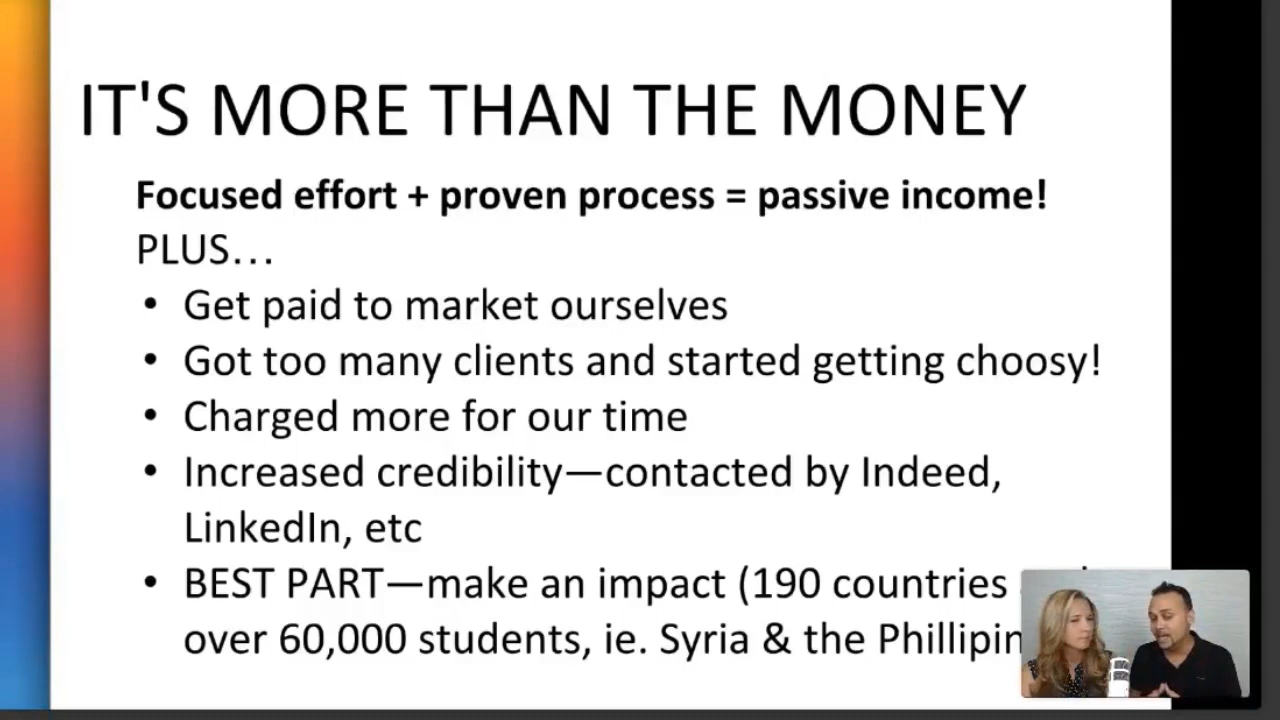 IT'S MORE THAN THE MONEY
Focused effort + proven process = passive income!
PLUS…
• Get paid to market ourselves
• Got too many clients and started getting choosy!
• Charged more for our time
• Increased credibility—contacted by Indeed,
LinkedIn, etc
• BEST PART—make an impact (190 countries
over 60,000 students, ie. Syria & the